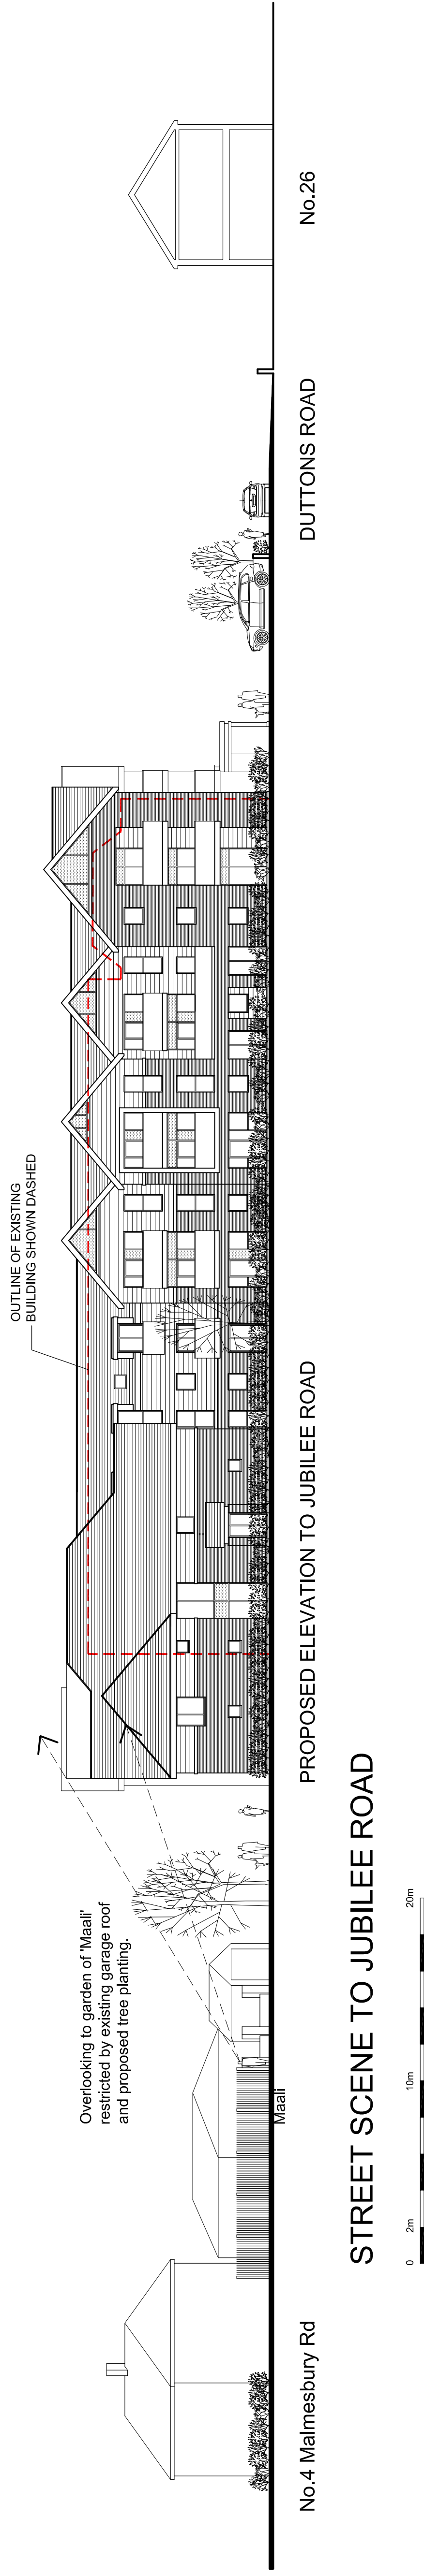 OUTLINE OF EXISTING
BUILDING SHOWN DASHED
Overlooking to garden of 'Maali'
restricted by existing garage roof
and proposed tree planting.
Maali
No.4 Malmesbury Rd
PROPOSED ELEVATION TO JUBILEE ROAD
DUTTONS ROAD
No.26
STREET SCENE TO JUBILEE ROAD
0 2m 10m 20m